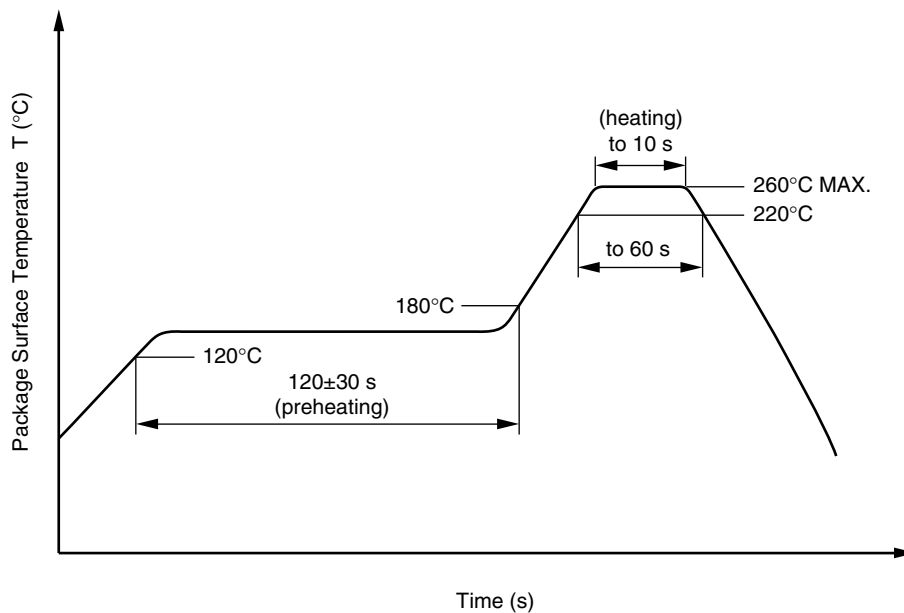 Package Surface Temperature T (°C)
(heating)
to 10 s
260°C MAX.
220°C
to 60 s
180°C
120°C
120±30 s
(preheating)
Time (s)